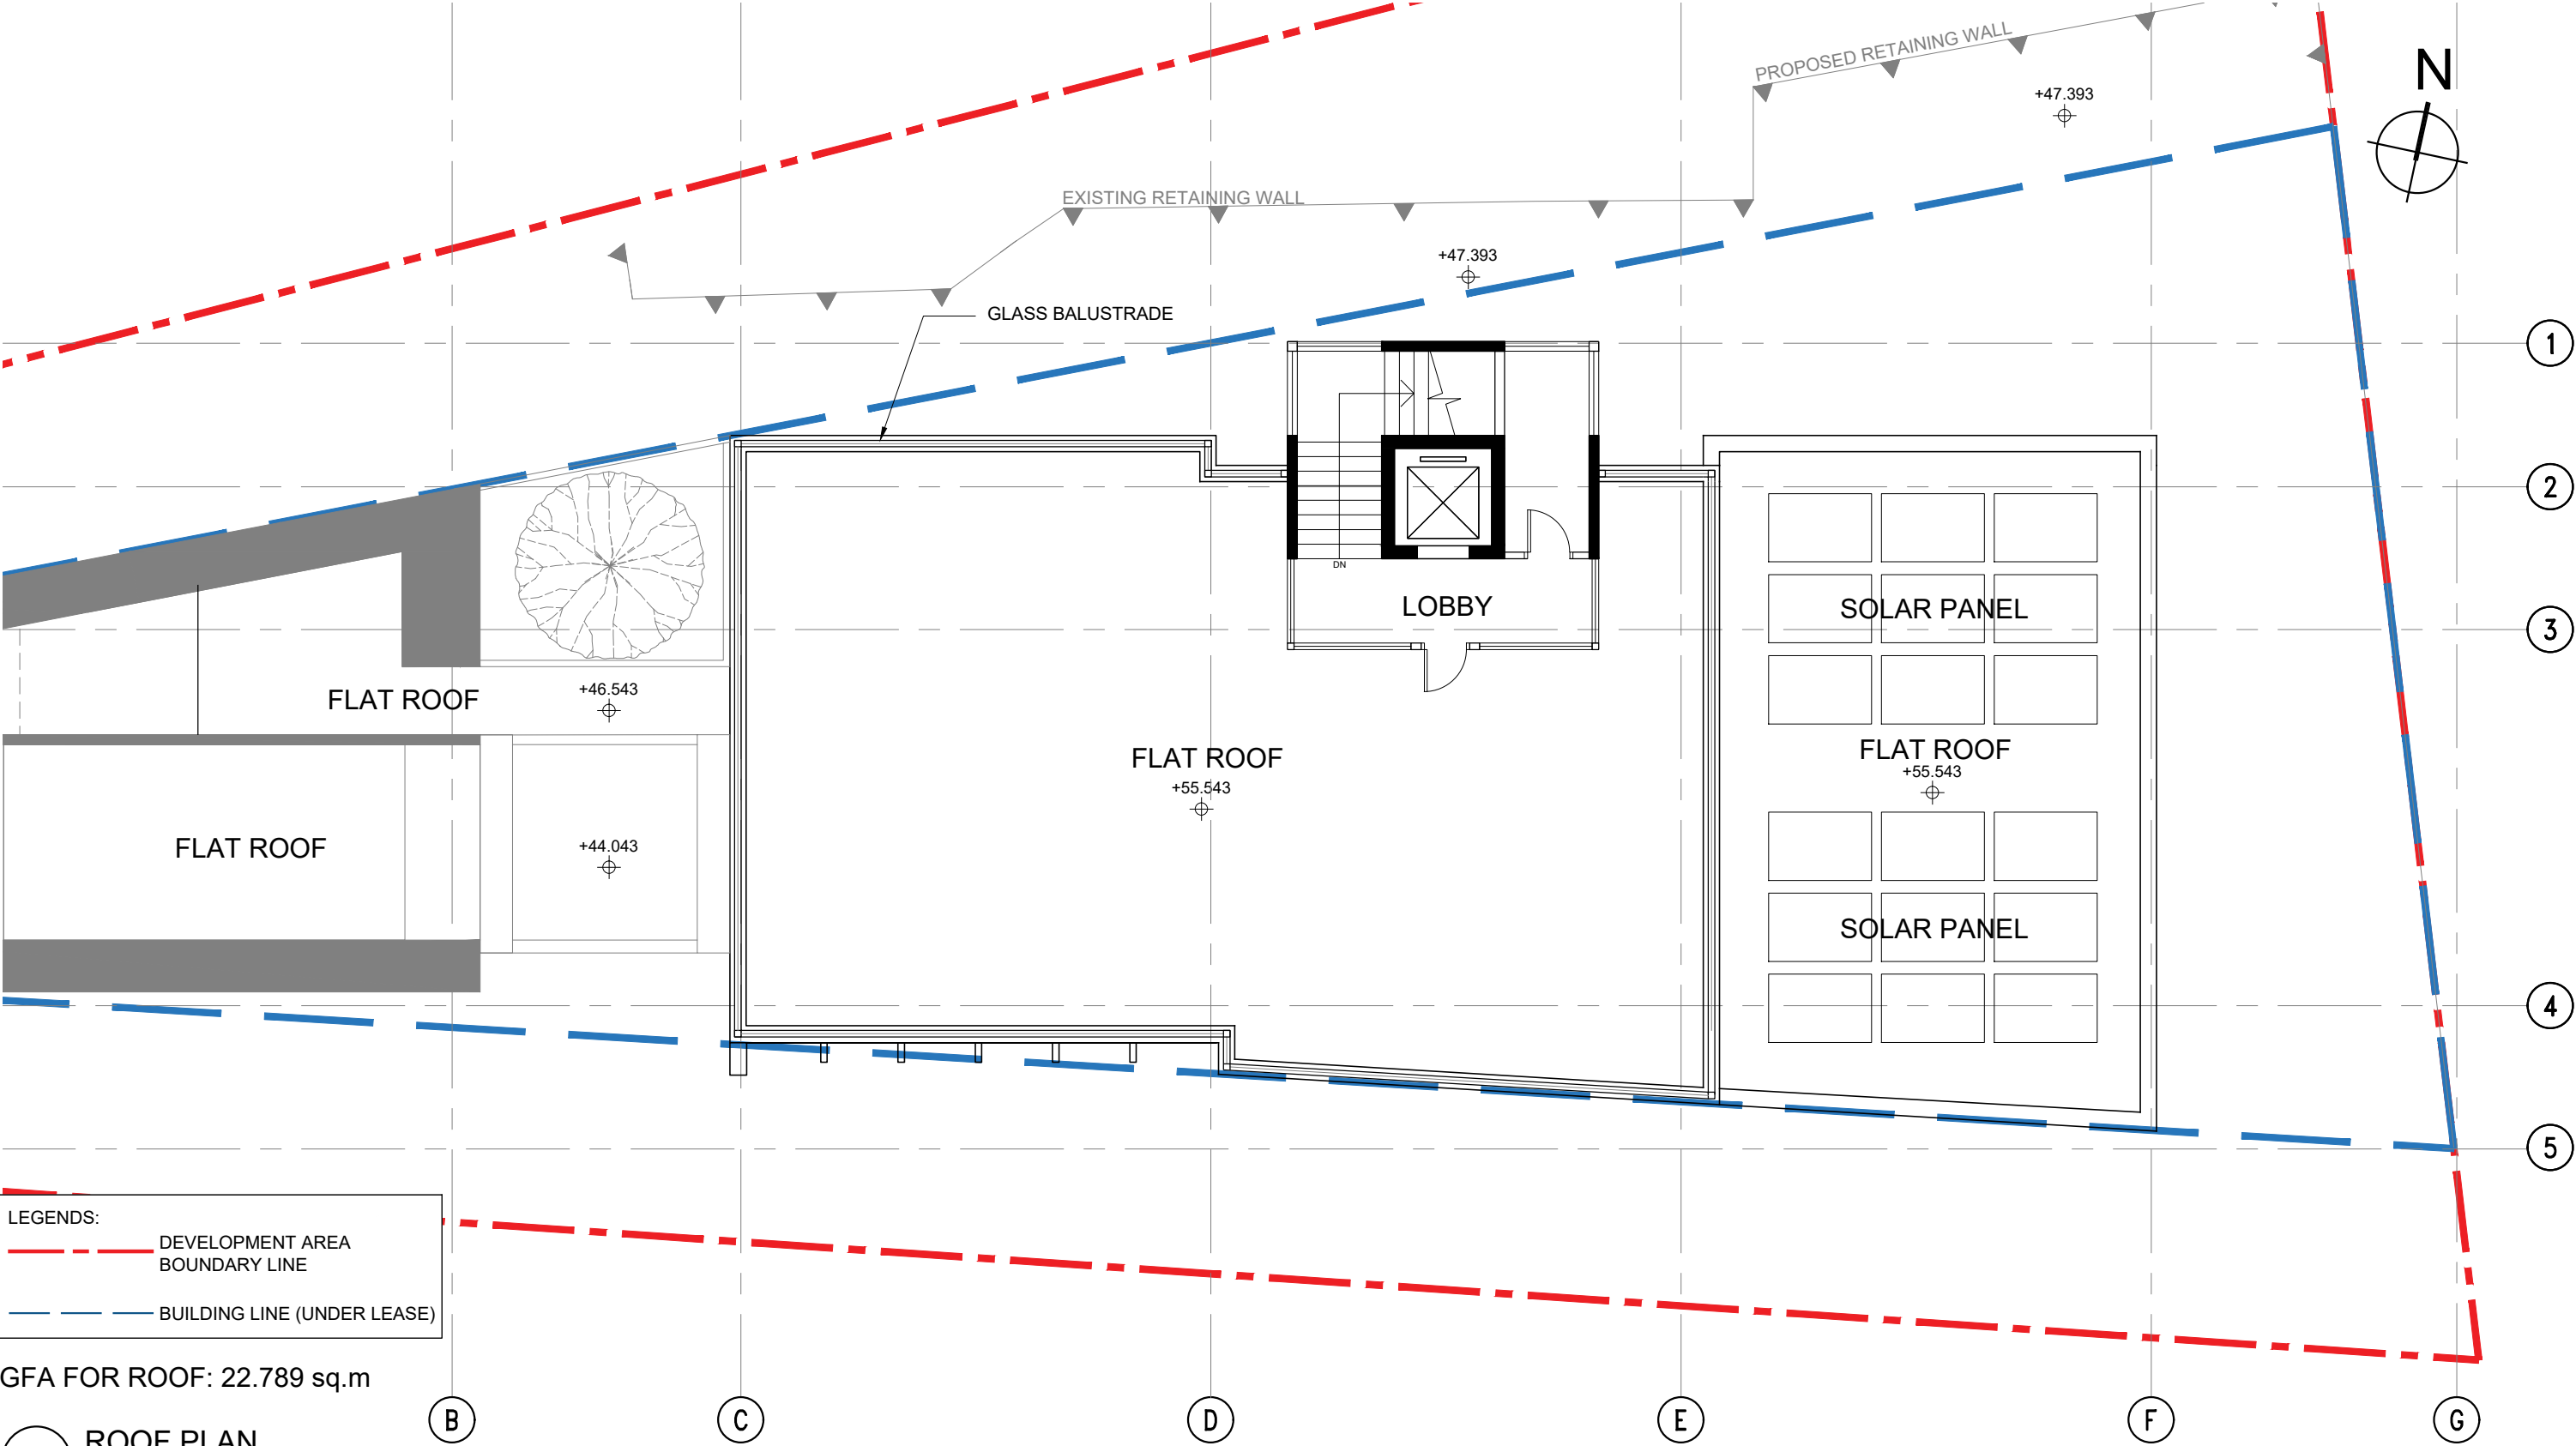 PROPOSED RETAINING WALL
N
+47.393
EXISTING RETAINING WALL
+47.393
GLASS BALUSTRADE
1
2
DN
LOBBY
SOLAR PANEL
3
FLAT ROOF
+46.543
FLAT ROOF
+55.543
FLAT ROOF
+55.543
FLAT ROOF
+44.043
SOLAR PANEL
4
5
LEGENDS:
DEVELOPMENT AREA
BOUNDARY LINE
BUILDING LINE (UNDER LEASE)
GFA FOR ROOF: 22.789 sq.m
B
C
D
E
F
G
ROOF PLAN